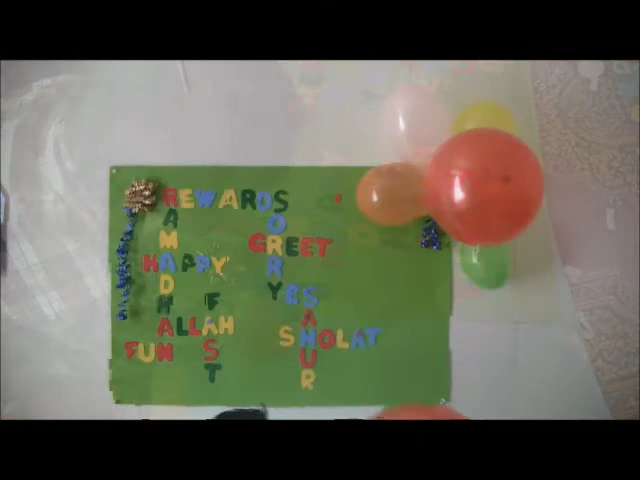 REWARDS
RAMADHAN
SORRY
GREET
HAPPY
YES
FAST
SAHUR
ALLAH
SHOLAT
FUN